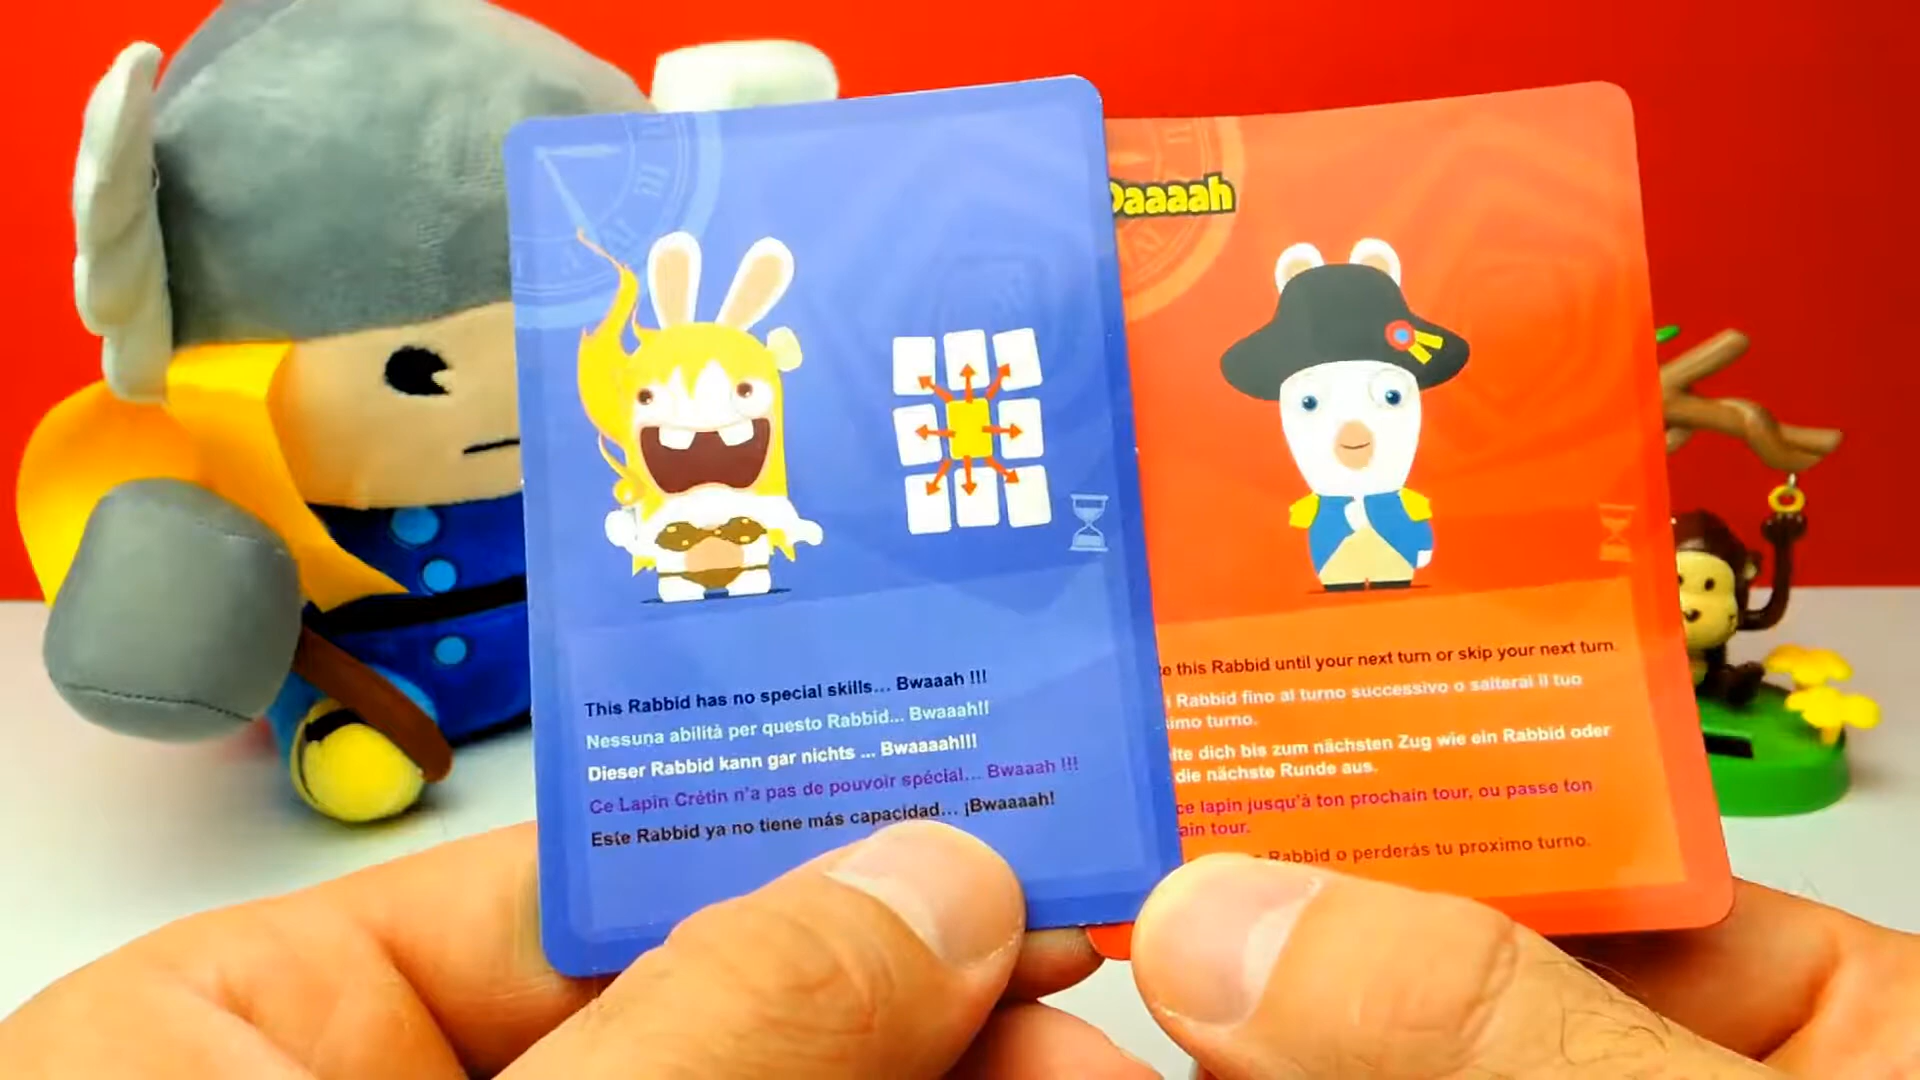 This Rabbid has no special skills... Bwaaah !!!
Nessuna abilità per questo Rabbid... Bwaaah!!
Dieser Rabbid kann gar nichts ... Bwaaaah!!!
Ce Lapin Crétin n'a pas de pouvoir spécial... Bwaaah !!!
Este Rabbid ya no tiene más capacidad... ¡Bwaaaah!
Daaaah
this Rabbid until your next turn or skip your next turn.
Rabbid fino al turno successivo o salterai il tuo
turno.
dich bis zum nächsten Zug wie ein Rabbid oder
die nächste Runde aus.
ce lapin jusqu'à ton prochain tour, ou passe ton
tour.
Rabbid o perderás tu proximo turno.